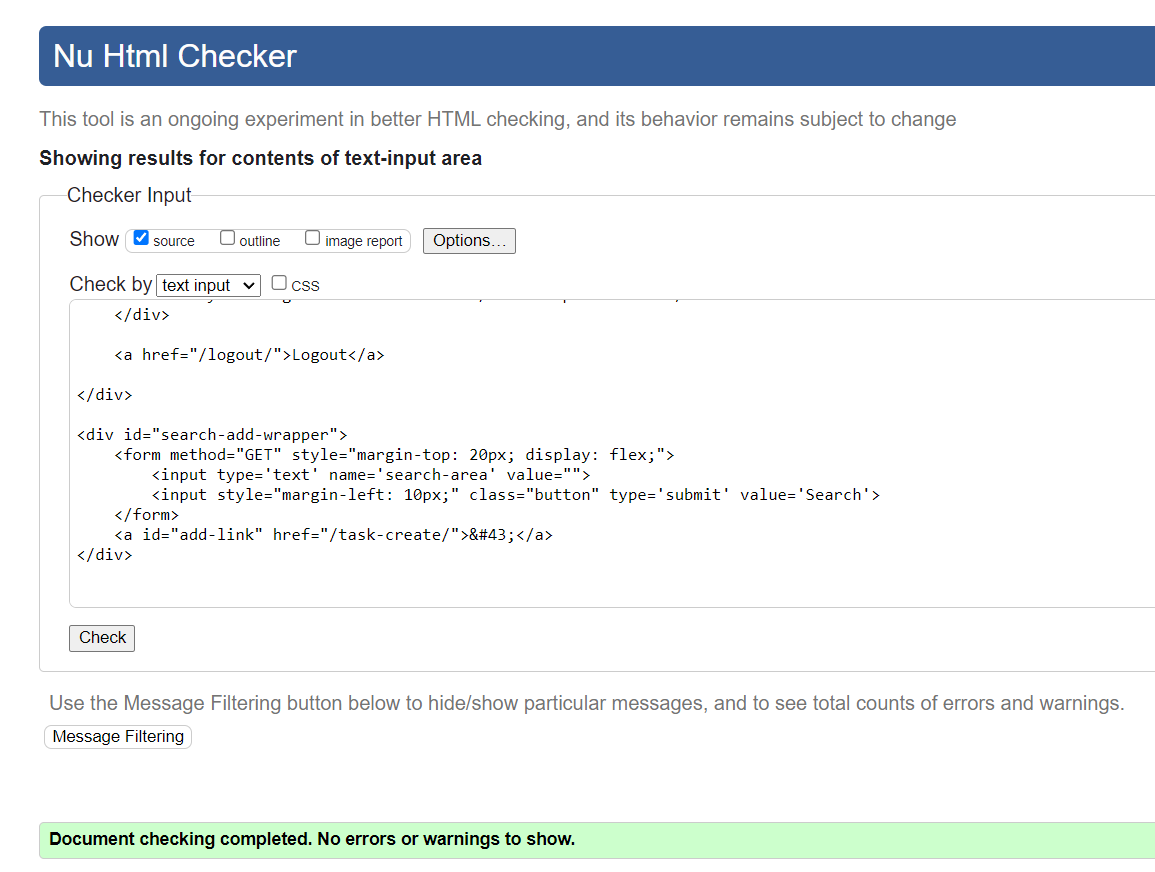 Nu Html Checker
This tool is an ongoing experiment in better HTML checking, and its behavior remains subject to change
Showing results for contents of text-input area
Checker Input
Show source outline image report Options...
Check by text input CSS
</div>
<a href="/logout/">Logout</a>
</div>
<div id="search-add-wrapper">
<form method="GET" style="margin-top: 20px; display: flex;">
<input type='text' name='search-area' value="">
<input style="margin-left: 10px;" class="button" type='submit' value='Search'>
</form>
<a id="add-link" href="/task-create/">&#43;</a>
</div>
Check
Use the Message Filtering button below to hide/show particular messages, and to see total counts of errors and warnings.
Message Filtering
Document checking completed. No errors or warnings to show.